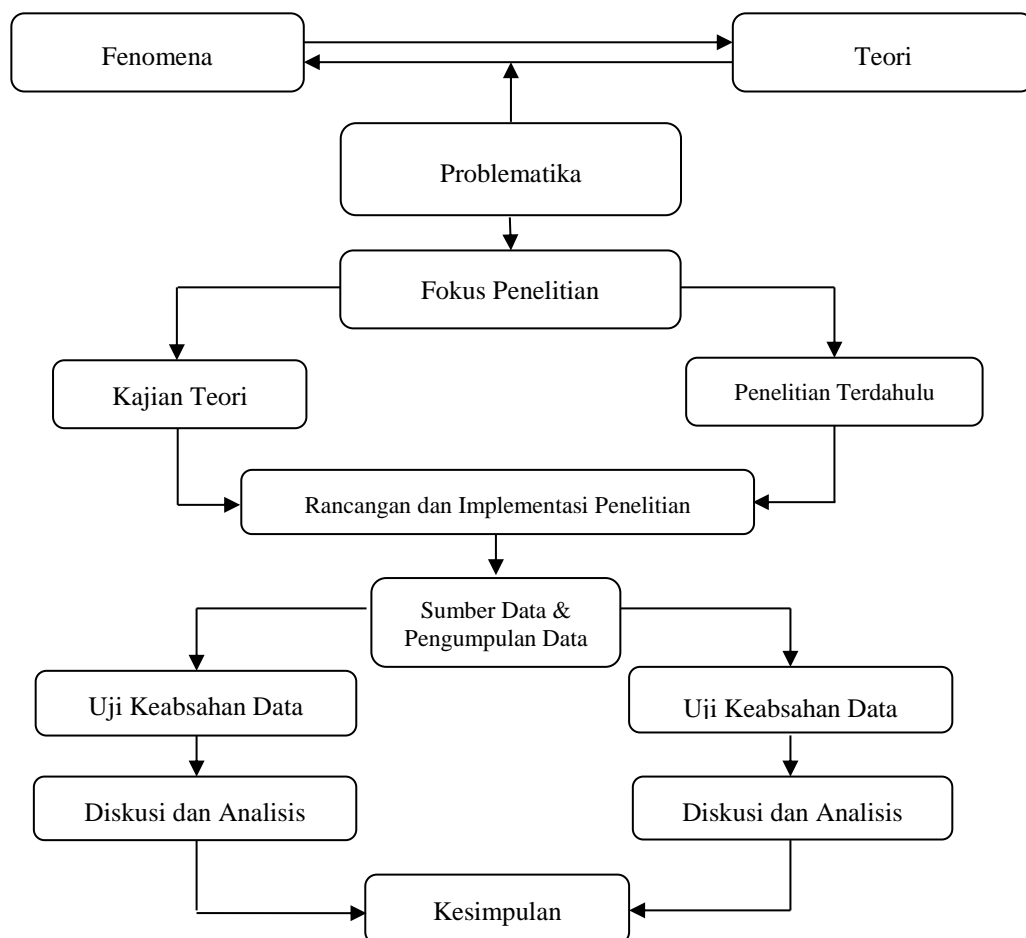 Fenomena
Teori
Problematika
Fokus Penelitian
Kajian Teori
Penelitian Terdahulu
Rancangan dan Implementasi Penelitian
Sumber Data &
Pengumpulan Data
Uji Keabsahan Data
Uji Keabsahan Data
Diskusi dan Analisis
Diskusi dan Analisis
Kesimpulan